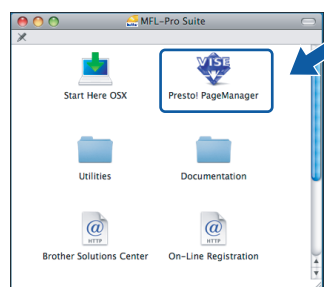 MFL-Pro Suite
VISE
Start Here OSX
Presto! PageManager
Utilities
Documentation
@
HTTP
@
HTTP
Brother Solutions Center
On-Line Registration